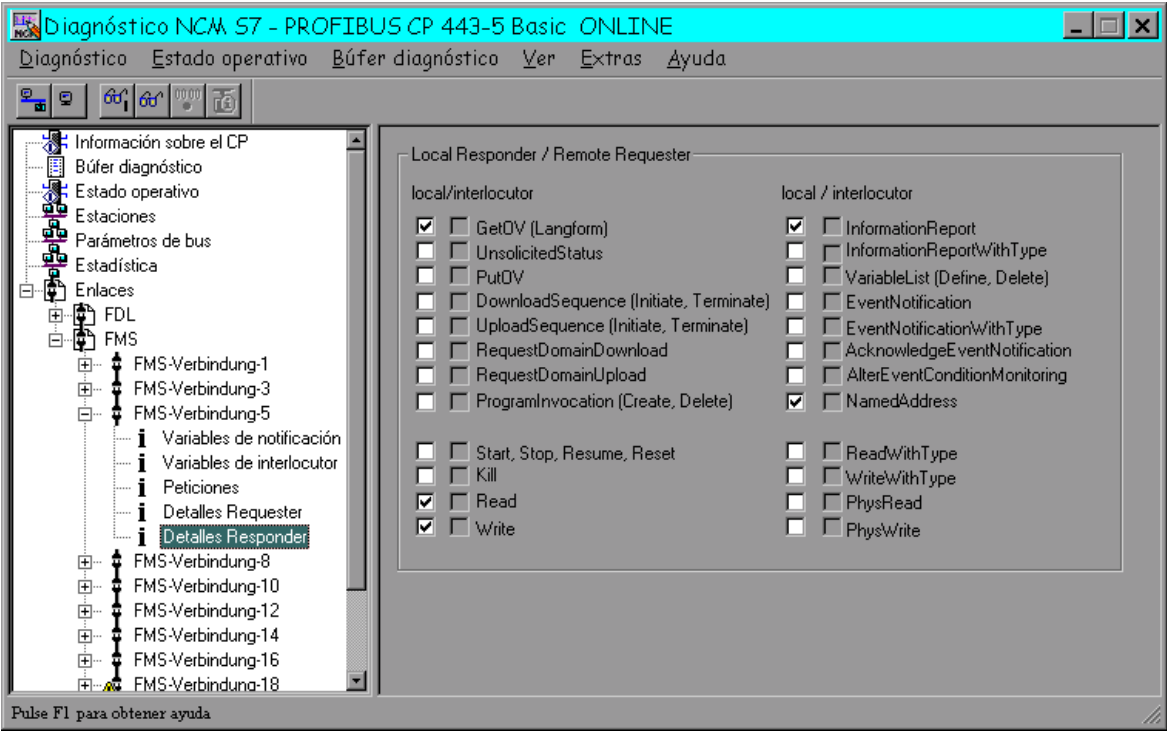 Diagnóstico NCM S7 - PROFIBUS CP 443-5 Basic ONLINE
Diagnóstico Estado operativo Búfer diagnóstico Ver Extras Ayuda
Información sobre el CP
Búfer diagnóstico
Estado operativo
Estaciones
Parámetros de bus
Estadística
Enlaces
FDL
FMS
FMS-Verbindung-1
FMS-Verbindung-3
FMS-Verbindung-5
Variables de notificación
Variables de interlocutor
Peticiones
Detalles Requester
Detalles Responder
FMS-Verbindung-8
FMS-Verbindung-10
FMS-Verbindung-12
FMS-Verbindung-14
FMS-Verbindung-16
FMS-Verbindung-18
Local Responder / Remote Requester
local/interlocutor
GetOV (Langform)
UnsolicitedStatus
PutOV
DownloadSequence (Initiate, Terminate)
UploadSequence (Initiate, Terminate)
RequestDomainDownload
RequestDomainUpload
ProgramInvocation (Create, Delete)
Start, Stop, Resume, Reset
Kill
Read
Write
local / interlocutor
InformationReport
InformationReportWithType
VariableList (Define, Delete)
EventNotification
EventNotificationWithType
AcknowledgeEventNotification
AlterEventConditionMonitoring
NamedAddress
ReadWithType
WriteWithType
PhysRead
PhysWrite
Pulse F1 para obtener ayuda